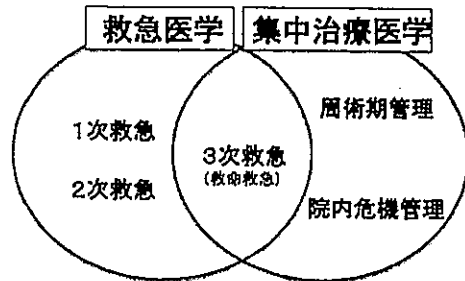 救急医学
集中治療医学
1次救急
2次救急
3次救急
(救命救急)
周術期管理
院内危機管理